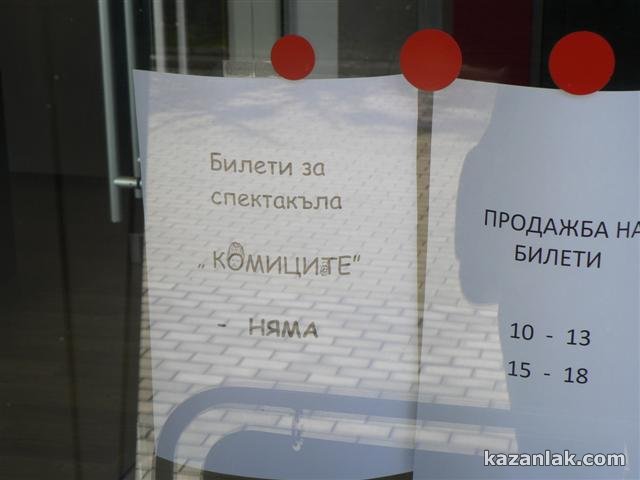 Билети за
спектакъла
„КОМИЦИТЕ"
- НЯМА
ПРОДАЖБА НА
БИЛЕТИ
10 - 13
15 - 18
kazanlak.com